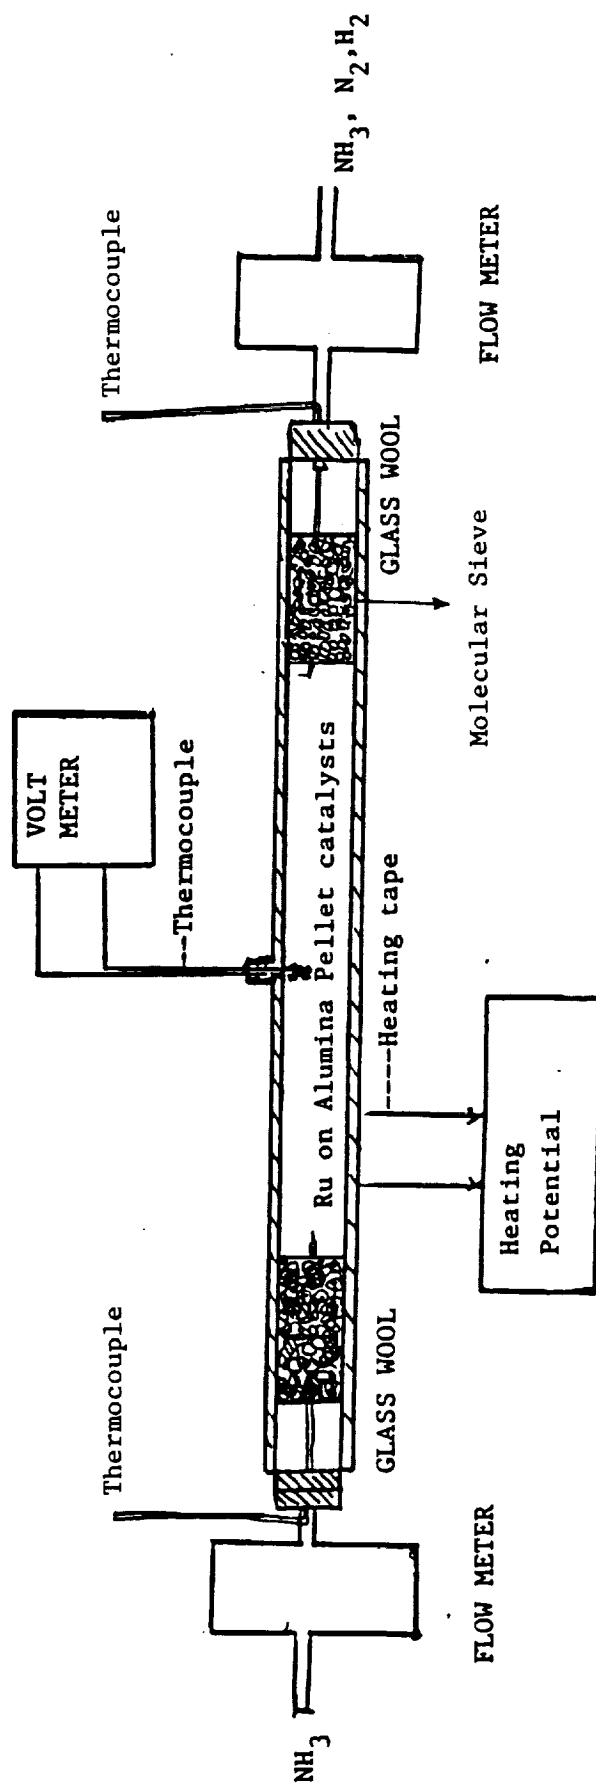 Thermocouple
Thermocouple
VOLT
METER
--Thermocouple
NH3
NH3, N2,H2
Ru on Alumina Pellet catalysts
GLASS WOOL
GLASS WOOL
----Heating tape
FLOW METER
FLOW METER
Molecular Sieve
Heating
Potential